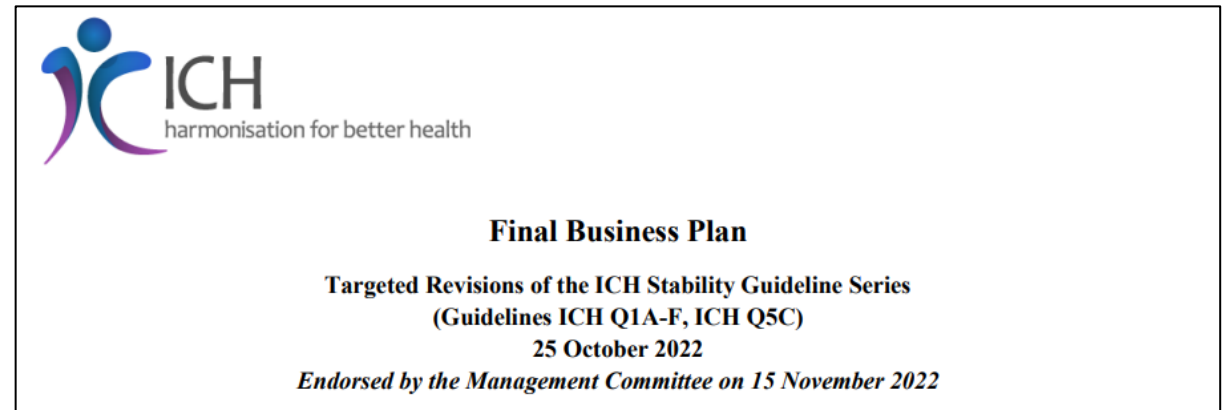 ICH
harmonisation for better health
Final Business Plan
Targeted Revisions of the ICH Stability Guideline Series
(Guidelines ICH Q1A-F, ICH Q5C)
25 October 2022
Endorsed by the Management Committee on 15 November 2022